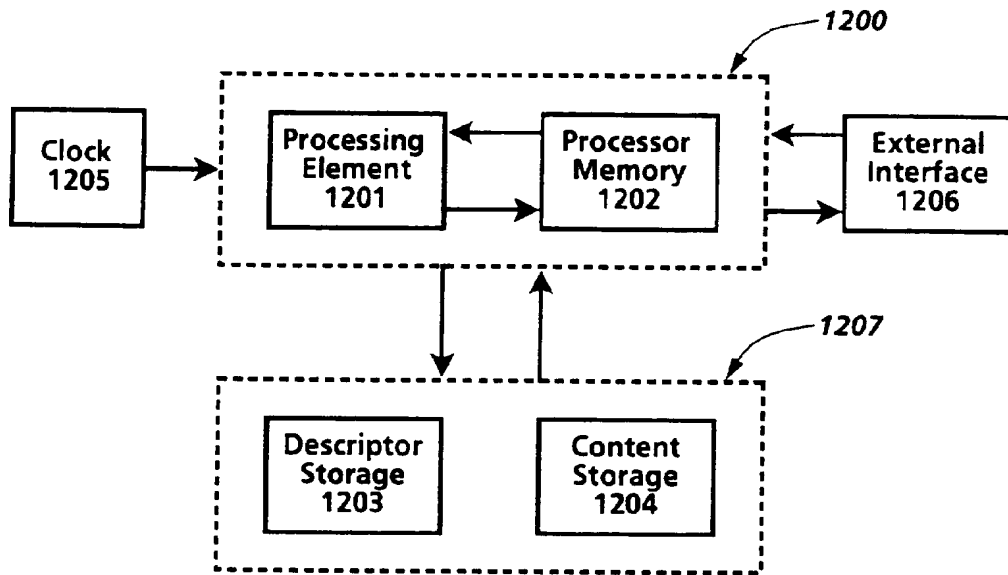 1200
Clock
1205
Processing
Element
1201
Processor
Memory
1202
External
Interface
1206
1207
Descriptor
Storage
1203
Content
Storage
1204